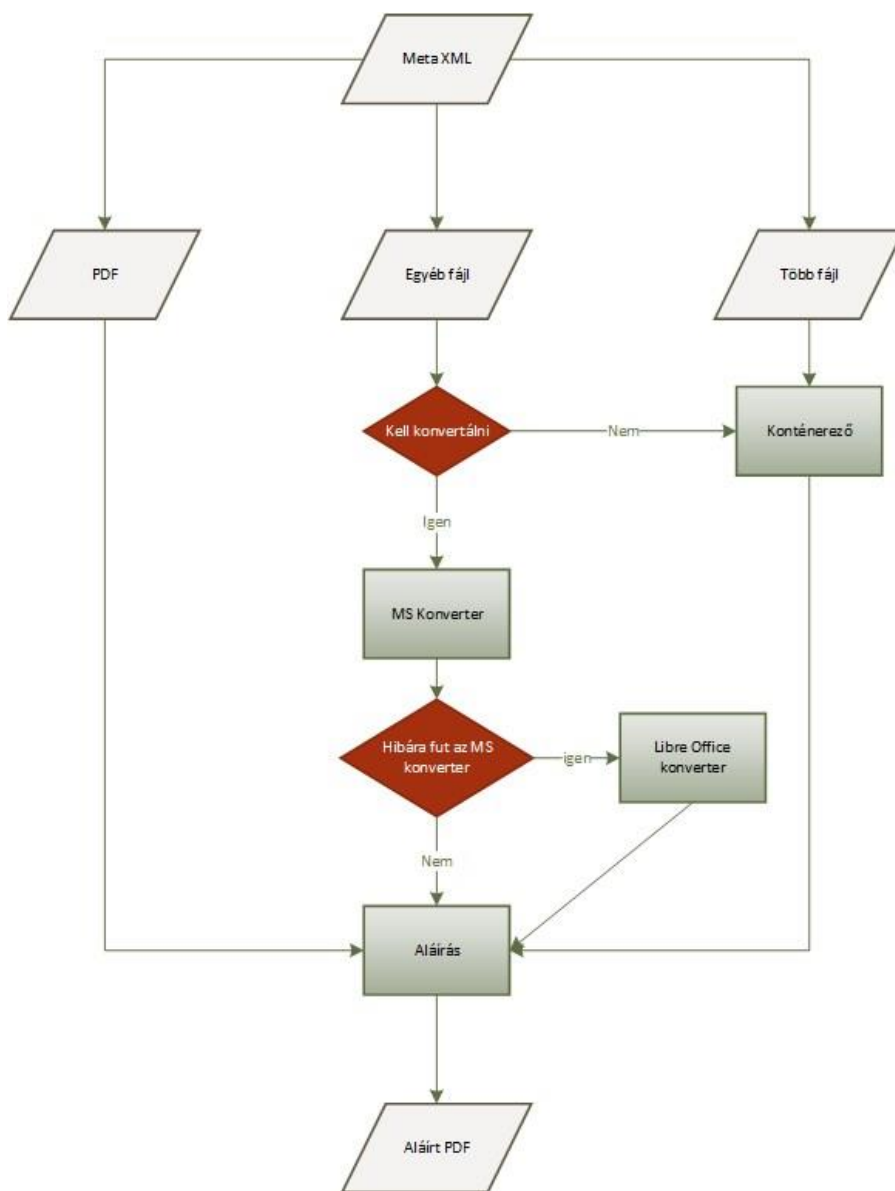 Meta XML
PDF
Egyéb fájl
Több fájl
Kell konvertálni
Nem
Konténerező
Igen
MS Konverter
Hibára fut az MS
konverter
igen
Libre Office
konverter
Nem
Aláírás
Aláírt PDF